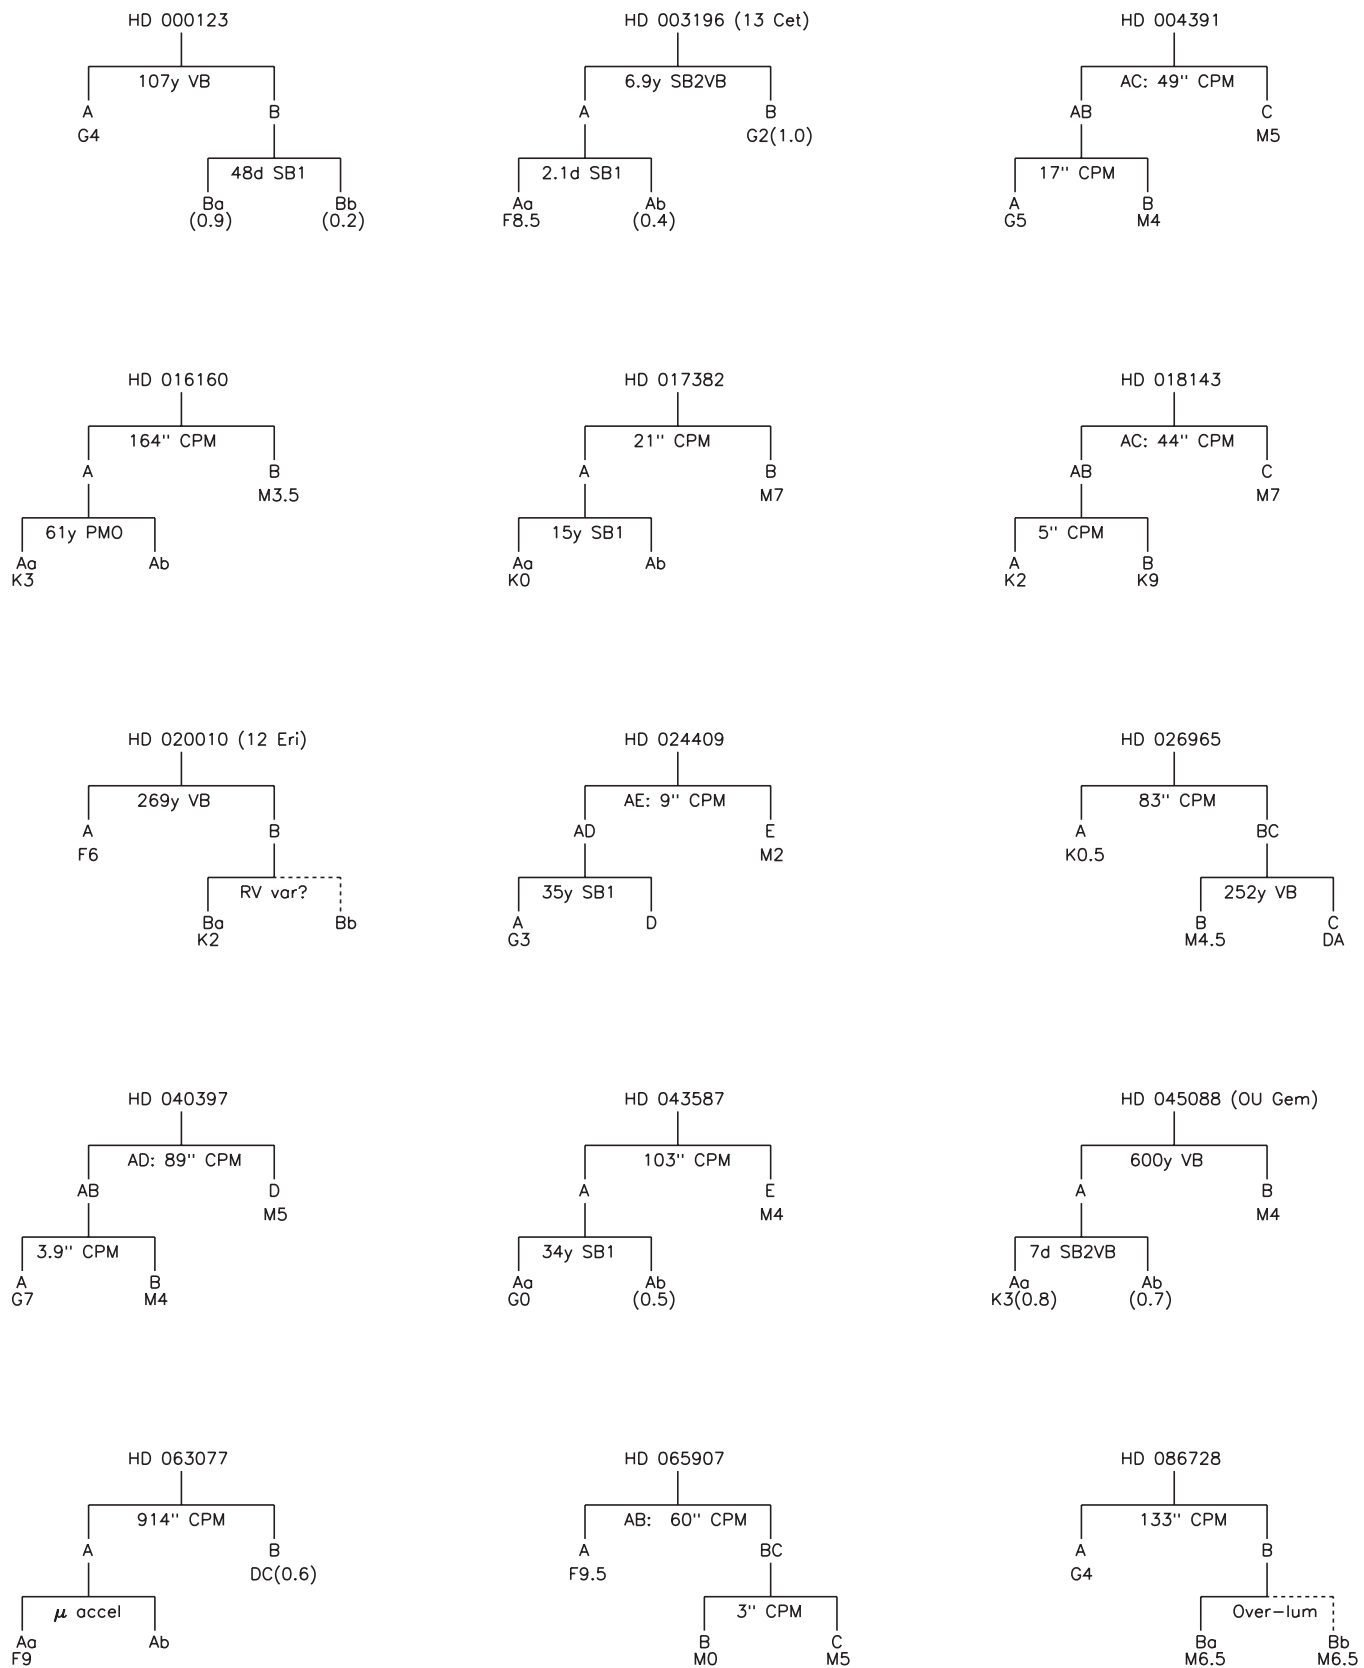 HD 000123
107y VB
A
B
G4
48d SB1
Ba
Bb
(0.9)
(0.2)
HD 003196 (13 Cet)
6.9y SB2VB
A
B
G2(1.0)
2.1d SB1
Aa
Ab
F8.5
(0.4)
HD 004391
AC: 49" CPM
AB
C
M5
17" CPM
A
B
G5
M4
HD 016160
164" CPM
A
B
M3.5
61y PMO
Aa
Ab
K3
HD 017382
21" CPM
A
B
M7
15y SB1
Aa
Ab
K0
HD 018143
AC: 44" CPM
AB
C
M7
5" CPM
A
B
K2
K9
HD 020010 (12 Eri)
269y VB
A
B
F6
RV var?
Ba
Bb
K2
HD 024409
AE: 9" CPM
AD
E
M2
35y SB1
A
D
G3
HD 026965
83" CPM
A
BC
K0.5
252y VB
B
C
M4.5
DA
HD 040397
AD: 89" CPM
AB
D
M5
3.9" CPM
A
B
G7
M4
HD 043587
103" CPM
A
E
M4
34y SB1
Aa
Ab
G0
(0.5)
HD 045088 (OU Gem)
600y VB
A
B
M4
7d SB2VB
Aa
Ab
K3(0.8)
(0.7)
HD 063077
914" CPM
A
B
DC(0.6)
μ accel
Aa
Ab
F9
HD 065907
AB: 60" CPM
A
BC
F9.5
3" CPM
B
C
M0
M5
HD 086728
133" CPM
A
B
G4
Over-lum
Ba
Bb
M6.5
M6.5